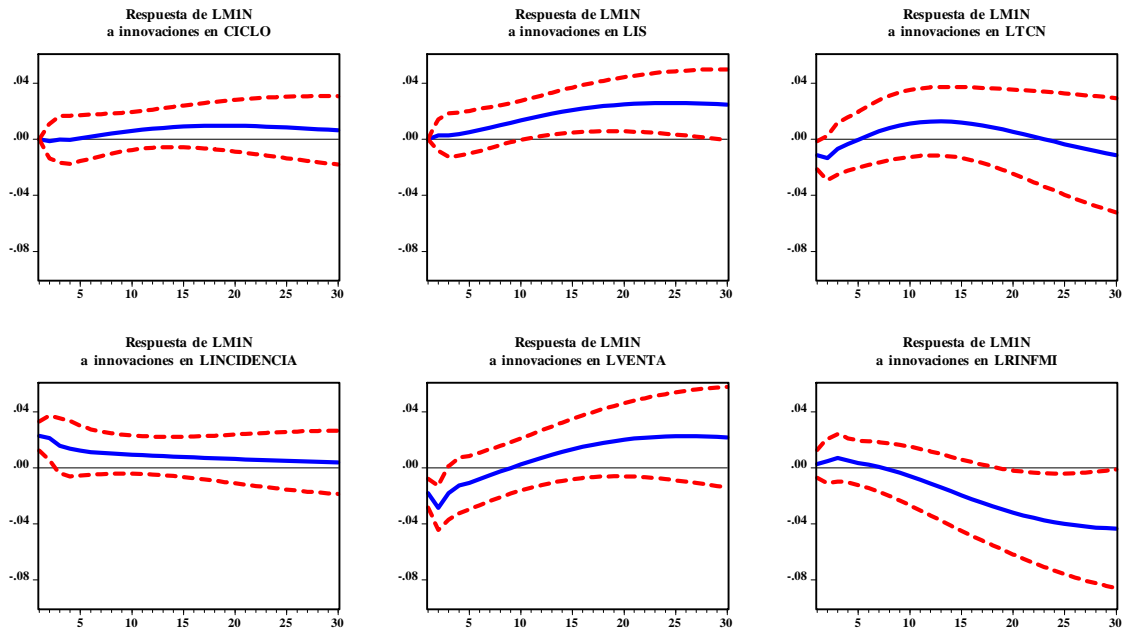 Respuesta de LM1N
a innovaciones en CICLO
.04
.00
-.04
-.08
5 10 15 20 25 30
Respuesta de LM1N
a innovaciones en LIS
.04
.00
-.04
-.08
5 10 15 20 25 30
Respuesta de LM1N
a innovaciones en LTCN
.04
.00
-.04
-.08
5 10 15 20 25 30
Respuesta de LM1N
a innovaciones en LINCIDENCIA
.04
.00
-.04
-.08
5 10 15 20 25 30
Respuesta de LM1N
a innovaciones en LVENTA
.04
.00
-.04
-.08
5 10 15 20 25 30
Respuesta de LM1N
a innovaciones en LRINFMI
.04
.00
-.04
-.08
5 10 15 20 25 30